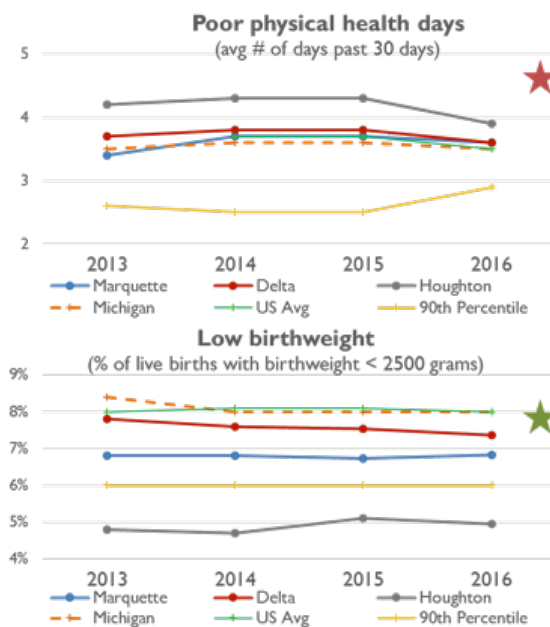 Poor physical health days
(avg # of days past 30 days)
5
4
3
2
2013 2014 2015 2016
Marquette Delta Houghton
Michigan US Avg 90th Percentile
Low birthweight
(% of live births with birthweight < 2500 grams)
9%
8%
7%
6%
5%
4%
2013 2014 2015 2016
Marquette Delta Houghton
Michigan US Avg 90th Percentile